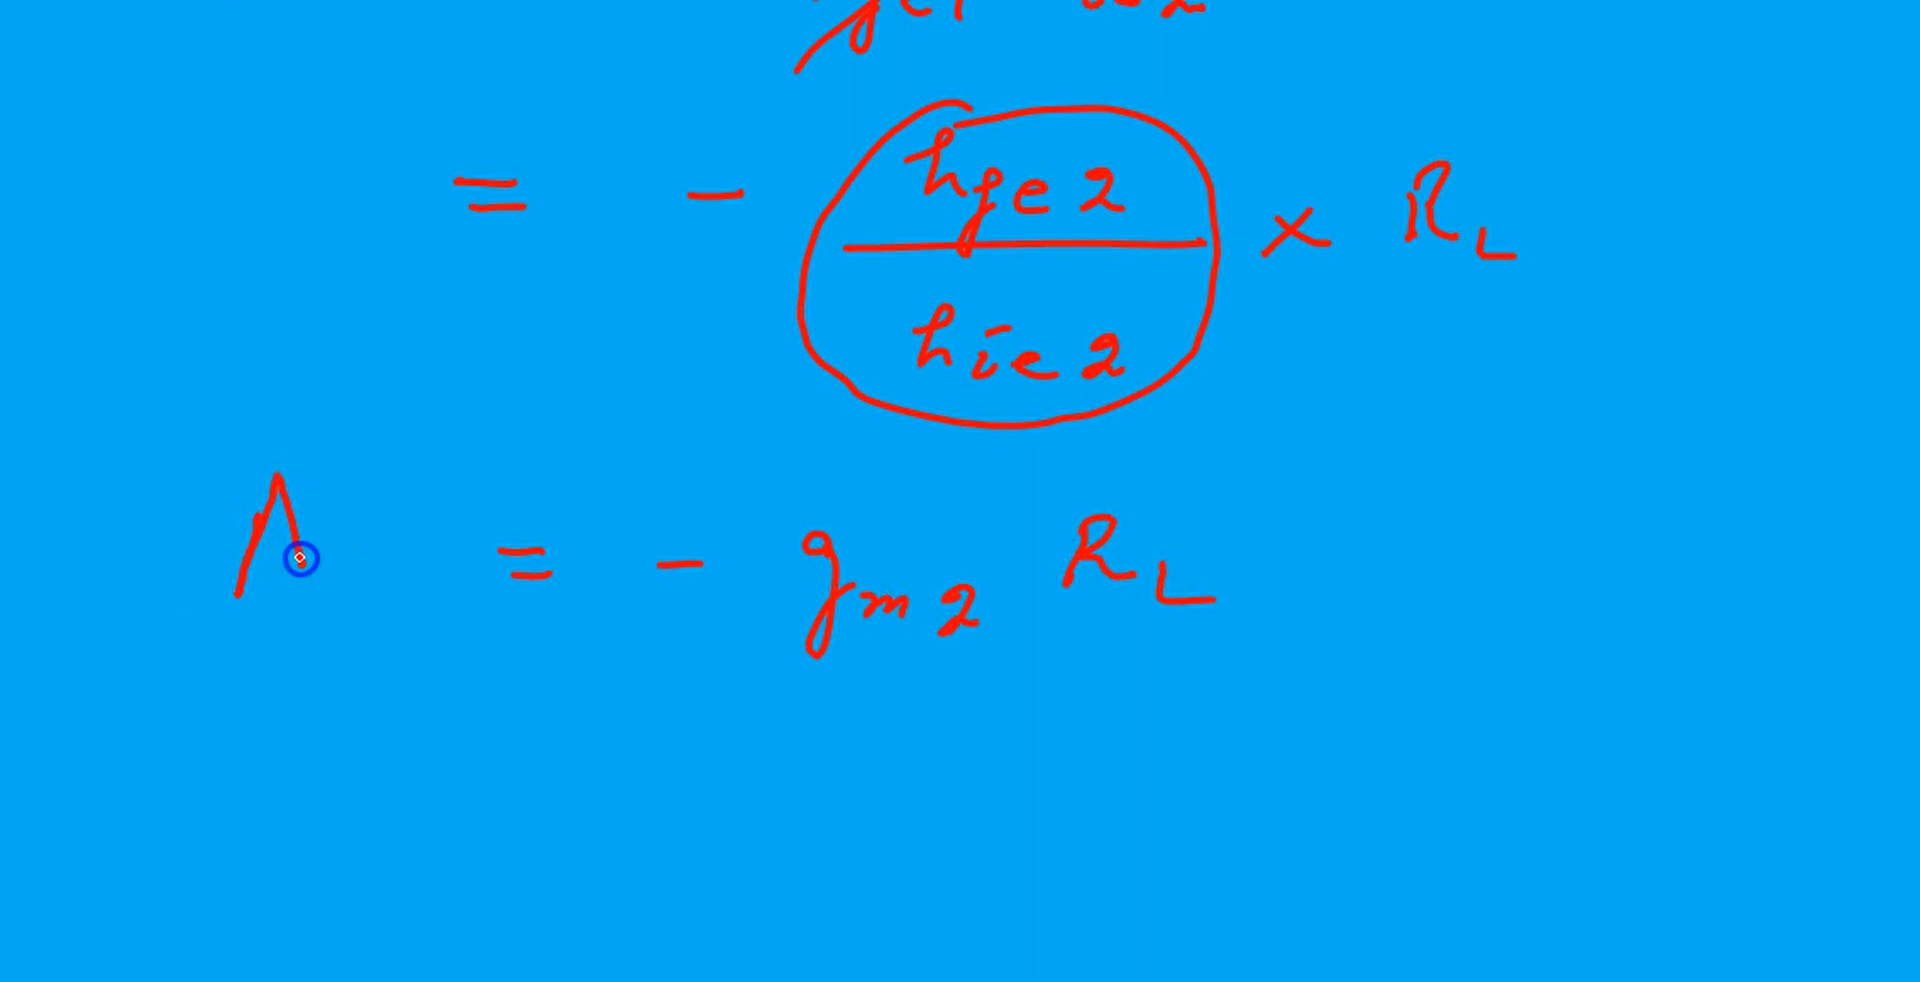 = - hfe2 / hie2 × RL
= - gm2 RL